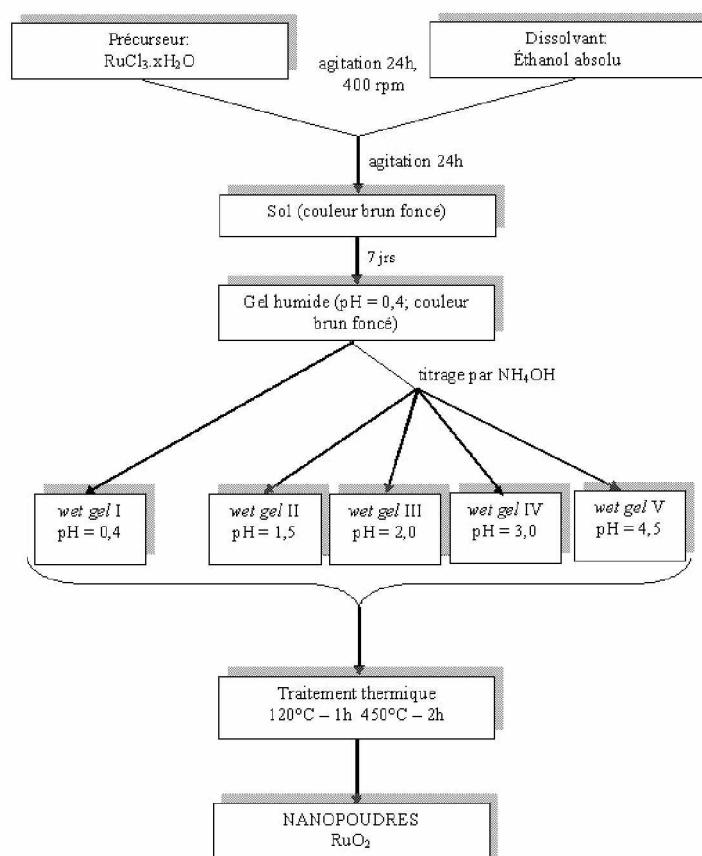 Précurseur:
RuCl₃.xH₂O
Dissolvant:
Éthanol absolu
agitation 24h,
400 rpm
agitation 24h
Sol (couleur brun foncé)
7 jrs
Gel humide (pH = 0,4; couleur
brun foncé)
titrage par NH₄OH
wet gel I
pH = 0,4
wet gel II
pH = 1,5
wet gel III
pH = 2,0
wet gel IV
pH = 3,0
wet gel V
pH = 4,5
Traitement thermique
120°C – 1h 450°C – 2h
NANOPOUDRES
RuO₂